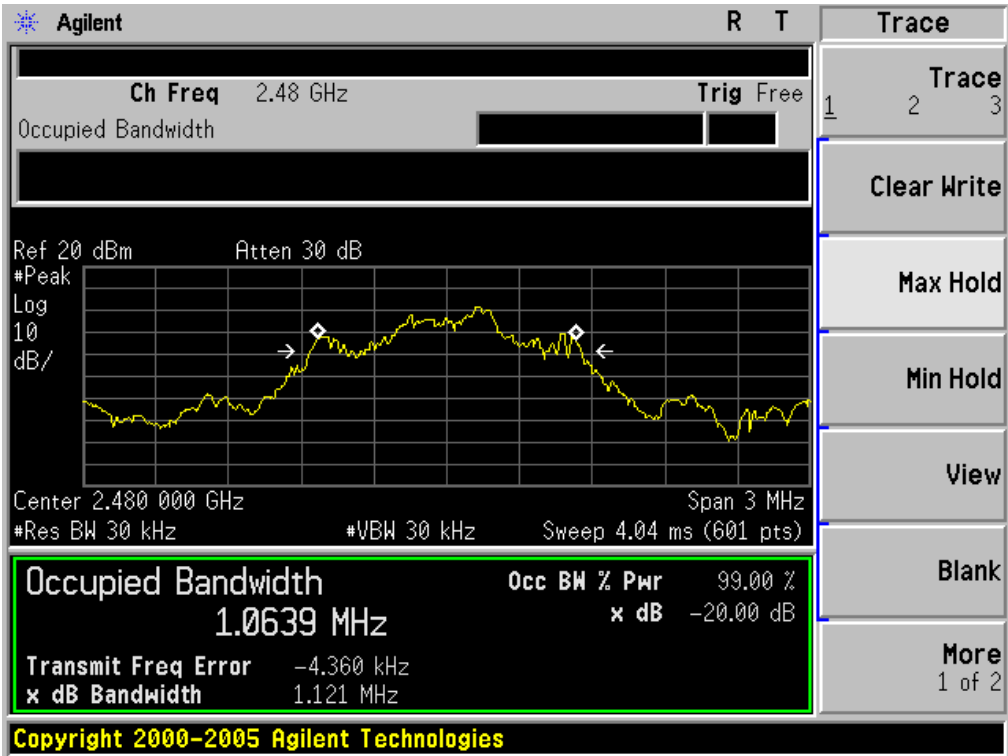 Agilent R T
Trace
Ch Freq 2.48 GHz Trig Free
Occupied Bandwidth
Trace
1 2 3
Clear Write
Max Hold
Min Hold
View
Blank
More
1 of 2
Ref 20 dBm Atten 30 dB
#Peak
Log
10
dB/
Center 2.480 000 GHz Span 3 MHz
#Res BW 30 kHz #VBW 30 kHz Sweep 4.04 ms (601 pts)
Occupied Bandwidth
1.0639 MHz
Occ BW % Pwr 99.00 %
x dB -20.00 dB
Transmit Freq Error -4.360 kHz
x dB Bandwidth 1.121 MHz
Copyright 2000-2005 Agilent Technologies